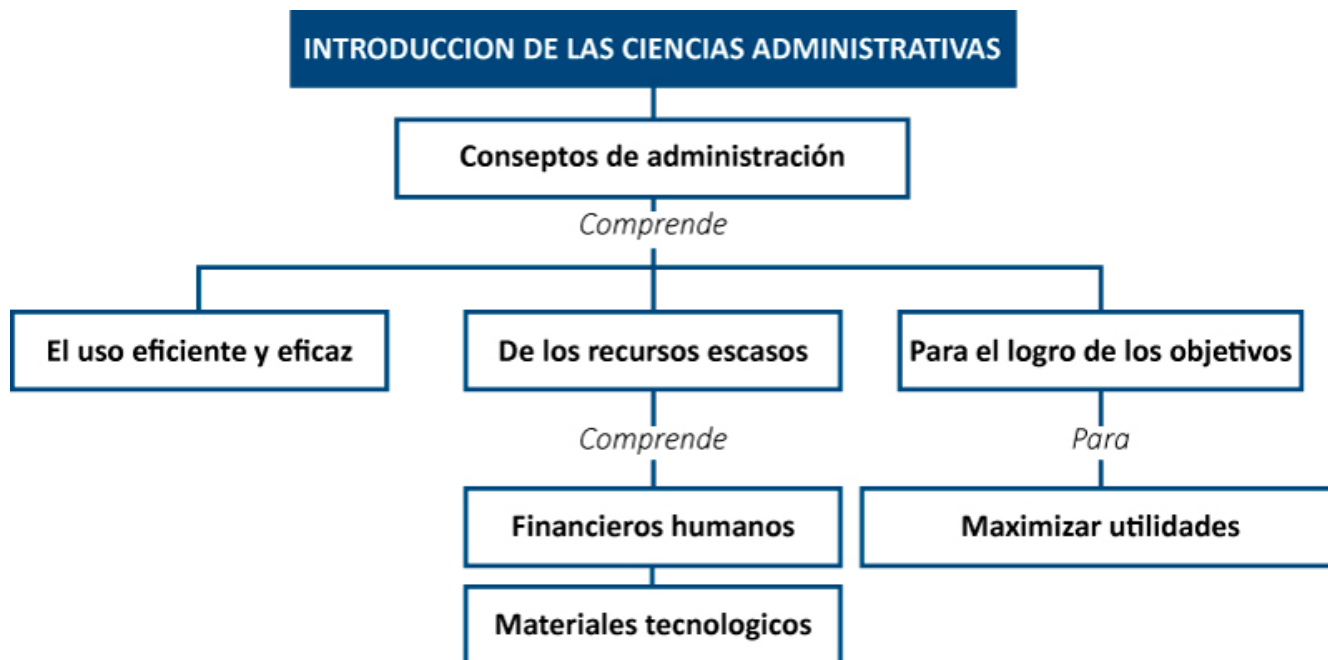 INTRODUCCION DE LAS CIENCIAS ADMINISTRATIVAS
Conseptos de administración
Comprende
El uso eficiente y eficaz
De los recursos escasos
Para el logro de los objetivos
Comprende
Para
Financieros humanos
Maximizar utilidades
Materiales tecnologicos